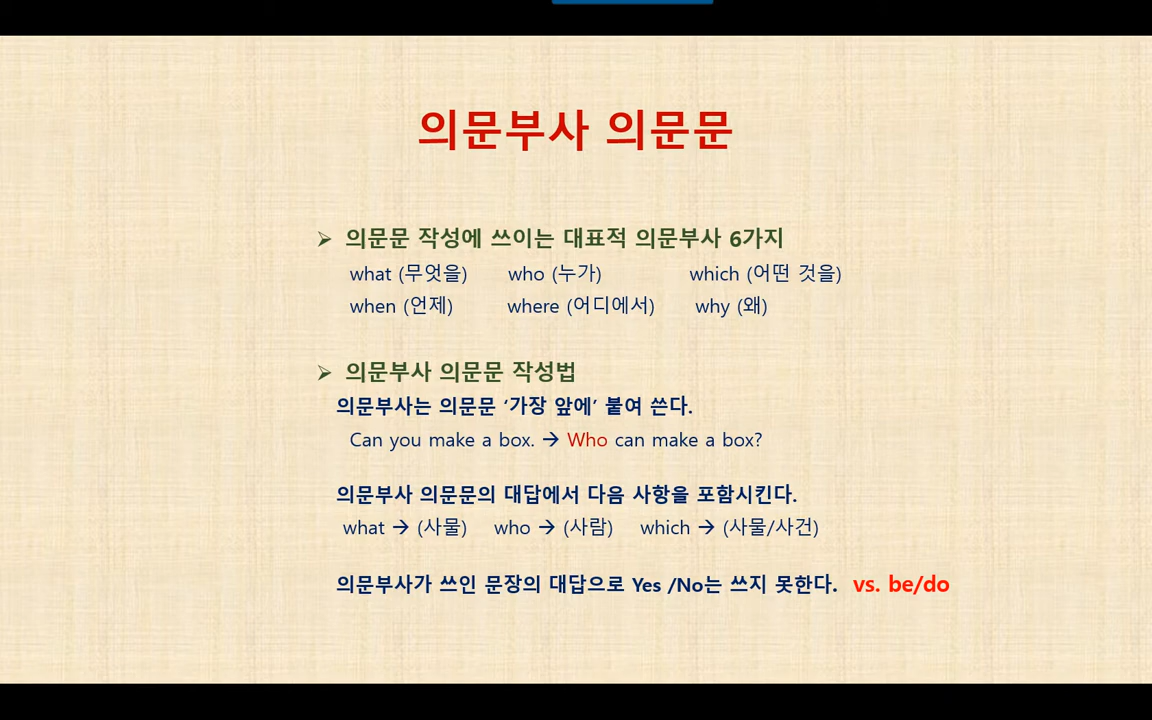 의문부사 의문문
➢ 의문문 작성에 쓰이는 대표적 의문부사 6가지
what (무엇을) who (누가) which (어떤 것을)
when (언제) where (어디에서) why (왜)
➢ 의문부사 의문문 작성법
의문부사는 의문문 ‘가장 앞에’ 붙여 쓴다.
Can you make a box. → Who can make a box?
의문부사 의문문의 대답에서 다음 사항을 포함시킨다.
what → (사물) who → (사람) which → (사물/사건)
의문부사가 쓰인 문장의 대답으로 Yes /No는 쓰지 못한다. vs. be/do